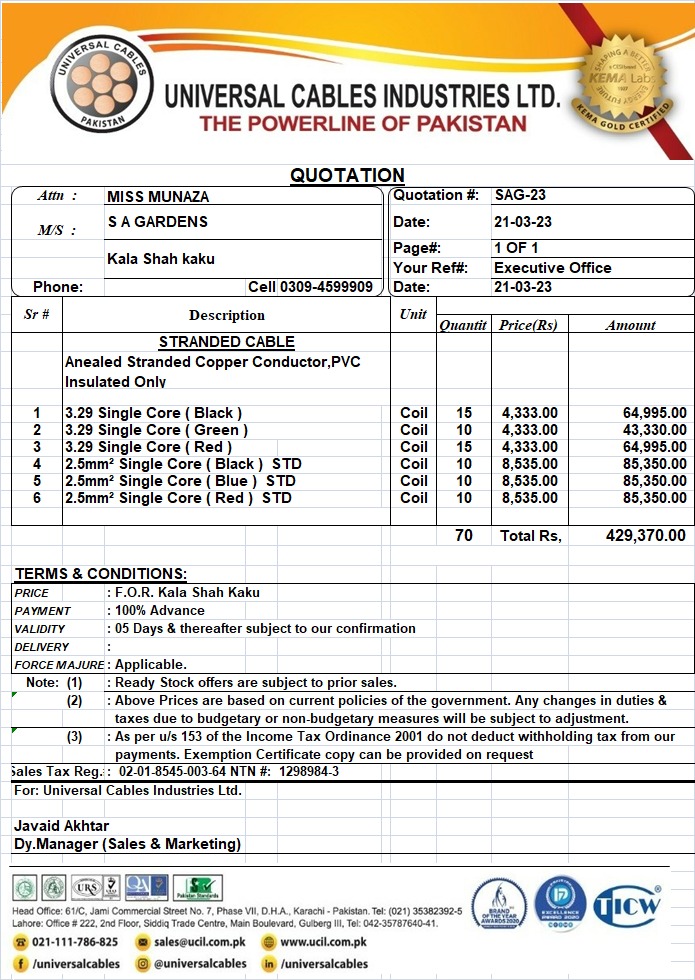 UNIVERSAL CABLES
PAKISTAN
UNIVERSAL CABLES INDUSTRIES LTD.
THE POWERLINE OF PAKISTAN
SHAPING A BETTER
KEMA Labs
1927
ENERGY FUTURE
KEMA GOLD CERTIFIED
QUOTATION
Attn : MISS MUNAZA
M/S : S A GARDENS
Kala Shah kaku
Phone: Cell 0309-4599909
Quotation #: SAG-23
Date: 21-03-23
Page#: 1 OF 1
Your Ref#: Executive Office
Date: 21-03-23
Sr # Description Unit Quantit Price(Rs) Amount
STRANDED CABLE
Anealed Stranded Copper Conductor,PVC
Insulated Only
1 3.29 Single Core ( Black ) Coil 15 4,333.00 64,995.00
2 3.29 Single Core ( Green ) Coil 10 4,333.00 43,330.00
3 3.29 Single Core ( Red ) Coil 15 4,333.00 64,995.00
4 2.5mm² Single Core ( Black ) STD Coil 10 8,535.00 85,350.00
5 2.5mm² Single Core ( Blue ) STD Coil 10 8,535.00 85,350.00
6 2.5mm² Single Core ( Red ) STD Coil 10 8,535.00 85,350.00
70 Total Rs, 429,370.00
TERMS & CONDITIONS:
PRICE : F.O.R. Kala Shah Kaku
PAYMENT : 100% Advance
VALIDITY : 05 Days & thereafter subject to our confirmation
DELIVERY :
FORCE MAJURE : Applicable.
Note: (1) : Ready Stock offers are subject to prior sales.
(2) : Above Prices are based on current policies of the government. Any changes in duties &
taxes due to budgetary or non-budgetary measures will be subject to adjustment.
(3) : As per u/s 153 of the Income Tax Ordinance 2001 do not deduct withholding tax from our
payments. Exemption Certificate copy can be provided on request
Sales Tax Reg. : 02-01-8545-003-64 NTN #: 1298984-3
For: Universal Cables Industries Ltd.
Javaid Akhtar
Dy.Manager (Sales & Marketing)
URS
QA
Pakistan Standards
BRAND
OF THE YEAR
AWARDS 2020
EXCELLENCE
AWARD 2020
TICW
Head Office: 61/C, Jami Commercial Street No. 7, Phase VII, D.H.A., Karachi - Pakistan. Tel: (021) 35382392-5
Lahore: Office # 222, 2nd Floor, Siddiq Trade Centre, Main Boulevard, Gulberg III, Tel: 042-35787640-41.
021-111-786-825 sales@ucil.com.pk www.ucil.com.pk
/universalcables @universalcables /universalcables